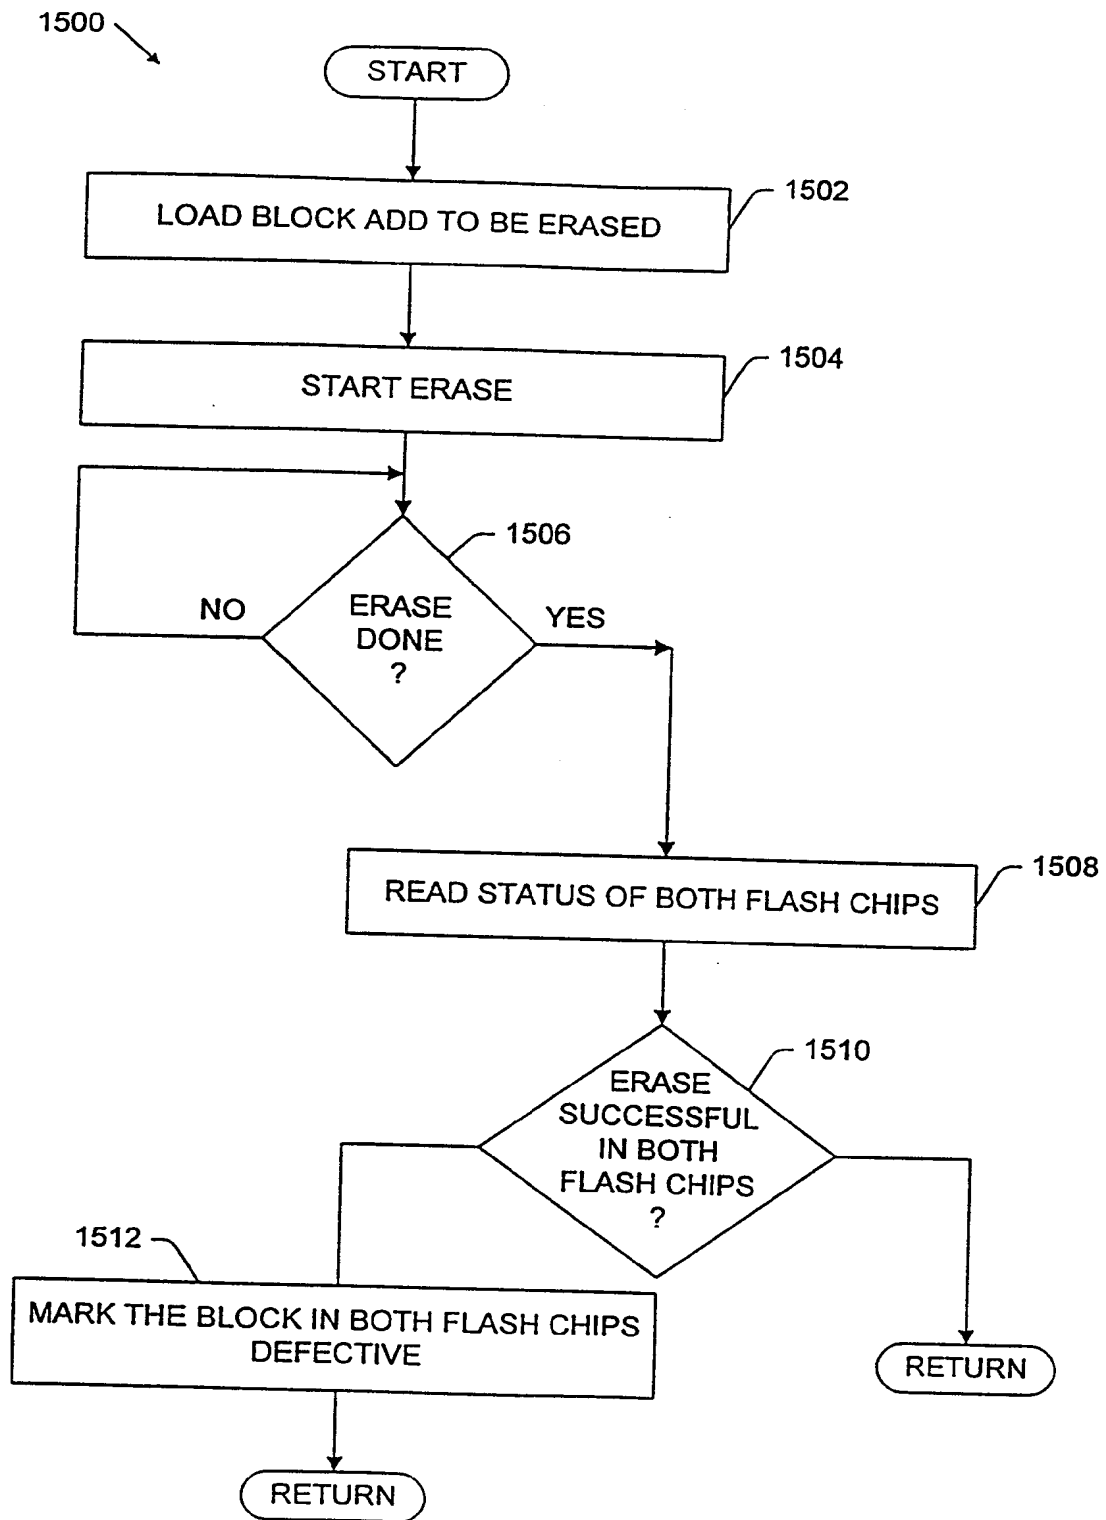 1500
START
1502
LOAD BLOCK ADD TO BE ERASED
1504
START ERASE
1506
ERASE
DONE
?
NO
YES
1508
READ STATUS OF BOTH FLASH CHIPS
1510
ERASE
SUCCESSFUL
IN BOTH
FLASH CHIPS
?
1512
MARK THE BLOCK IN BOTH FLASH CHIPS
DEFECTIVE
RETURN
RETURN